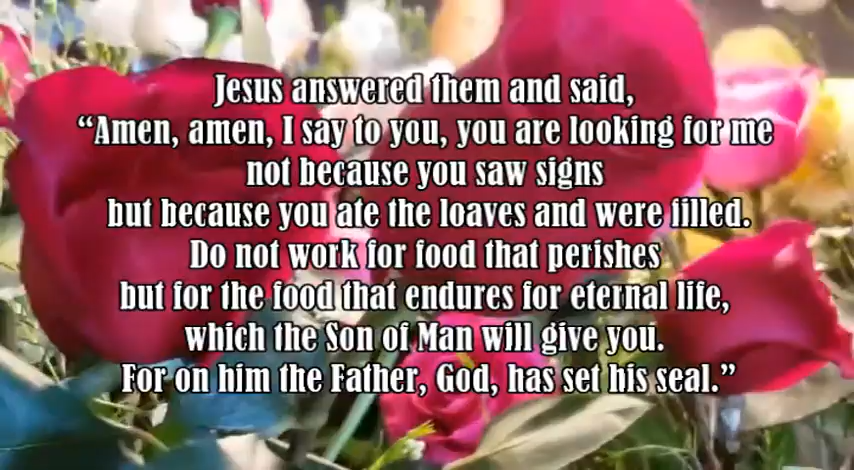 Jesus answered them and said,
“Amen, amen, I say to you, you are looking for me
not because you saw signs
but because you ate the loaves and were filled.
Do not work for food that perishes
but for the food that endures for eternal life,
which the Son of Man will give you.
For on him the Father, God, has set his seal.”